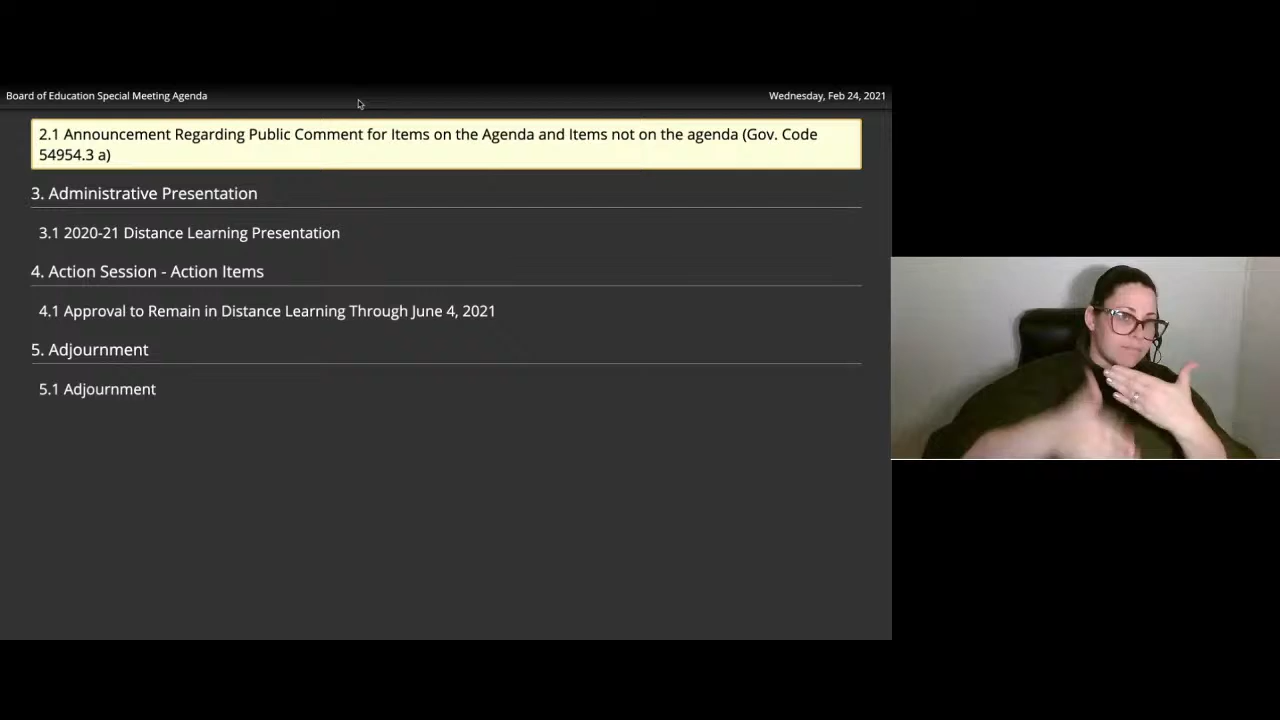 Board of Education Special Meeting Agenda
Wednesday, Feb 24, 2021
2.1 Announcement Regarding Public Comment for Items on the Agenda and Items not on the agenda (Gov. Code
54954.3 a)
3. Administrative Presentation
3.1 2020-21 Distance Learning Presentation
4. Action Session - Action Items
4.1 Approval to Remain in Distance Learning Through June 4, 2021
5. Adjournment
5.1 Adjournment